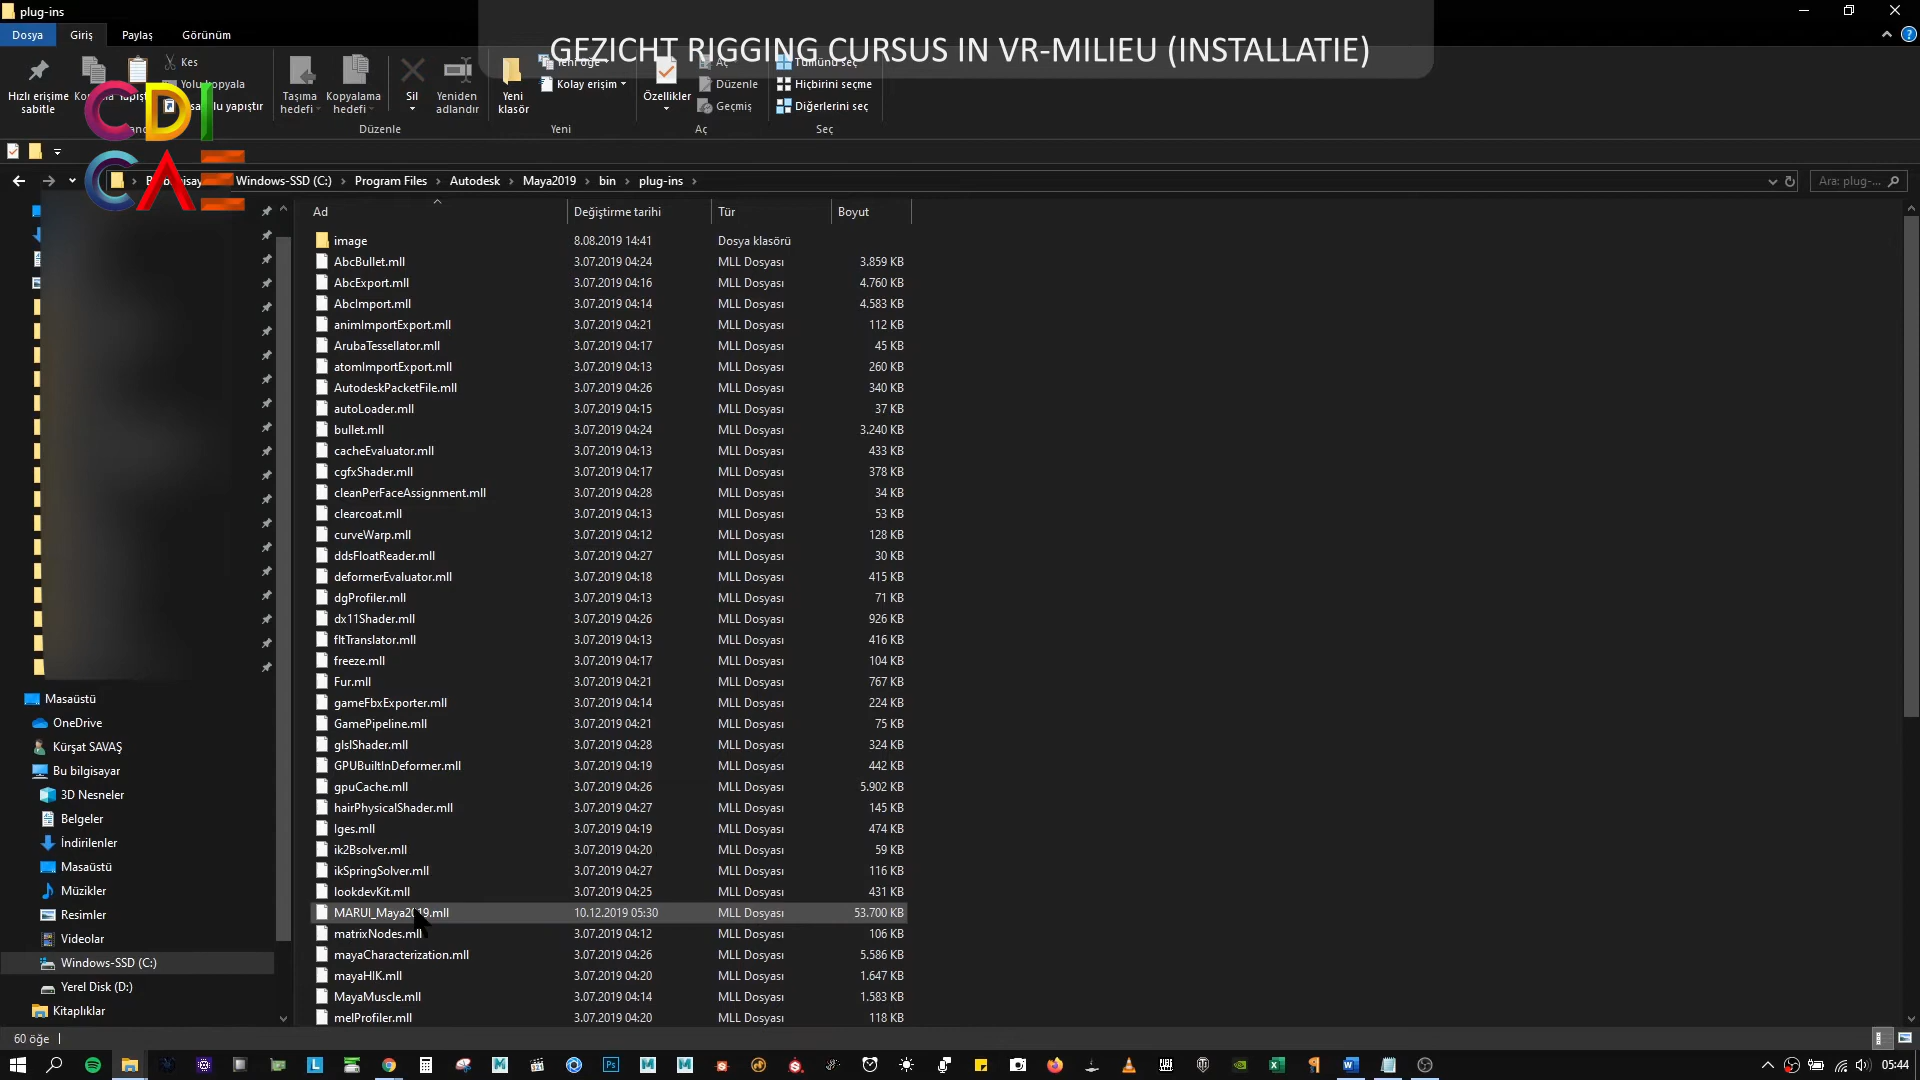 plug-ins
GEZICHT RIGGING CURSUS IN VR-MILIEU (INSTALLATIE)
Dosya Giriş Paylaş Görünüm
Hızlı erişime sabitle
Kes
Taşıma hedefi
Kopyalama hedefi
Sil
Yeniden adlandır
Düzenle
Yeni klasör
Kolay erişim
Yeni
Özellikler
Düzenle
Geçmiş
Aç
Tümünü seç
Hiçbirini seçme
Diğerlerini seç
Seç
CDI
CAE
Windows-SSD (C:) Program Files Autodesk Maya2019 bin plug-ins
Ara: plug-...
Ad Değiştirme tarihi Tür Boyut
image 8.08.2019 14:41 Dosya klasörü
AbcBullet.mll 3.07.2019 04:24 MLL Dosyası 3.859 KB
AbcExport.mll 3.07.2019 04:16 MLL Dosyası 4.760 KB
AbcImport.mll 3.07.2019 04:14 MLL Dosyası 4.583 KB
animImportExport.mll 3.07.2019 04:21 MLL Dosyası 112 KB
ArubaTessellator.mll 3.07.2019 04:17 MLL Dosyası 45 KB
atomImportExport.mll 3.07.2019 04:13 MLL Dosyası 260 KB
AutodeskPacketFile.mll 3.07.2019 04:26 MLL Dosyası 340 KB
autoLoader.mll 3.07.2019 04:15 MLL Dosyası 37 KB
bullet.mll 3.07.2019 04:24 MLL Dosyası 3.240 KB
cacheEvaluator.mll 3.07.2019 04:13 MLL Dosyası 433 KB
cgfxShader.mll 3.07.2019 04:17 MLL Dosyası 378 KB
cleanPerFaceAssignment.mll 3.07.2019 04:28 MLL Dosyası 34 KB
clearcoat.mll 3.07.2019 04:13 MLL Dosyası 53 KB
curveWarp.mll 3.07.2019 04:12 MLL Dosyası 128 KB
ddsFloatReader.mll 3.07.2019 04:27 MLL Dosyası 30 KB
deformerEvaluator.mll 3.07.2019 04:18 MLL Dosyası 415 KB
dgProfiler.mll 3.07.2019 04:13 MLL Dosyası 71 KB
dx11Shader.mll 3.07.2019 04:26 MLL Dosyası 926 KB
fltTranslator.mll 3.07.2019 04:13 MLL Dosyası 416 KB
freeze.mll 3.07.2019 04:17 MLL Dosyası 104 KB
Fur.mll 3.07.2019 04:21 MLL Dosyası 767 KB
gameFbxExporter.mll 3.07.2019 04:14 MLL Dosyası 224 KB
GamePipeline.mll 3.07.2019 04:21 MLL Dosyası 75 KB
glslShader.mll 3.07.2019 04:28 MLL Dosyası 324 KB
GPUBuiltInDeformer.mll 3.07.2019 04:19 MLL Dosyası 442 KB
gpuCache.mll 3.07.2019 04:26 MLL Dosyası 5.902 KB
hairPhysicalShader.mll 3.07.2019 04:27 MLL Dosyası 145 KB
Iges.mll 3.07.2019 04:19 MLL Dosyası 474 KB
ik2Bsolver.mll 3.07.2019 04:20 MLL Dosyası 59 KB
ikSpringSolver.mll 3.07.2019 04:27 MLL Dosyası 116 KB
lookdevKit.mll 3.07.2019 04:25 MLL Dosyası 431 KB
MARUI_Maya2019.mll 10.12.2019 05:30 MLL Dosyası 53.700 KB
matrixNodes.mll 3.07.2019 04:12 MLL Dosyası 106 KB
mayaCharacterization.mll 3.07.2019 04:26 MLL Dosyası 5.586 KB
mayaHIK.mll 3.07.2019 04:20 MLL Dosyası 1.647 KB
MayaMuscle.mll 3.07.2019 04:14 MLL Dosyası 1.583 KB
melProfiler.mll 3.07.2019 04:20 MLL Dosyası 118 KB
Masaüstü
OneDrive
Kürşat SAVAŞ
Bu bilgisayar
3D Nesneler
Belgeler
İndirilenler
Masaüstü
Müzikler
Resimler
Videolar
Windows-SSD (C:)
Yerel Disk (D:)
Kitaplıklar
60 öğe
05:44